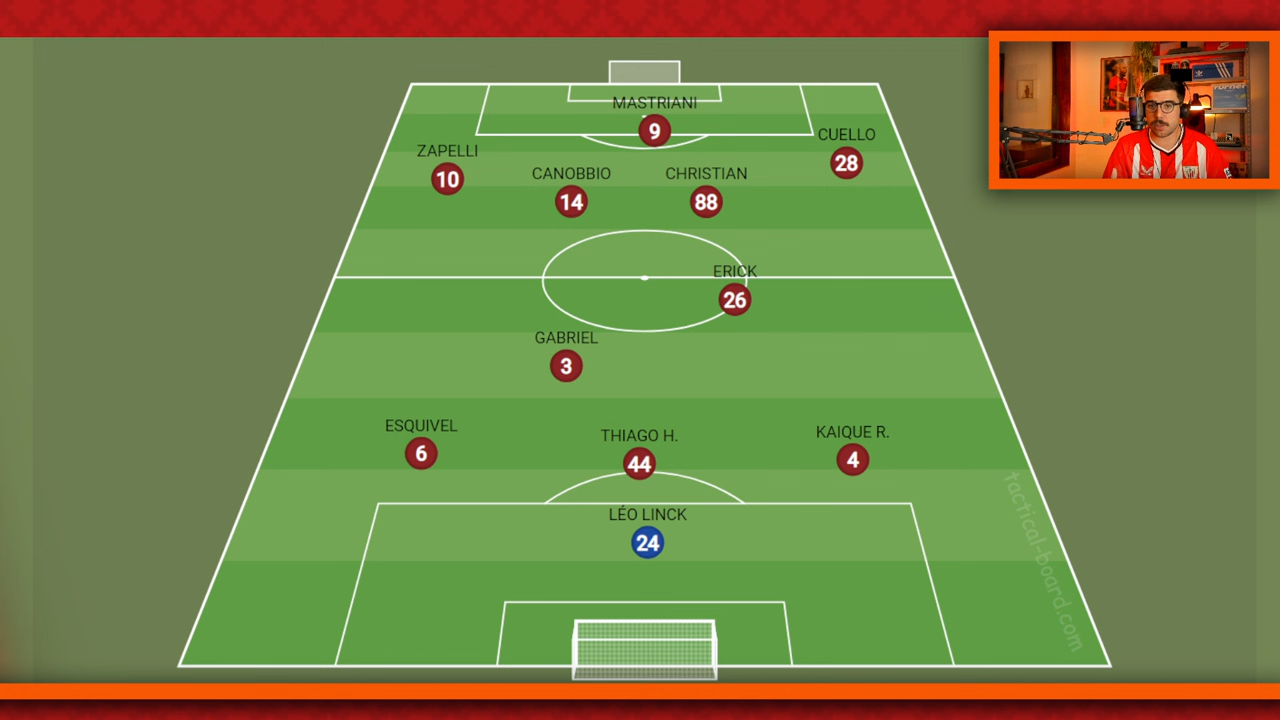 MASTRIANI
9
CUELLO
28
ZAPELLI
10
CANOBBIO
14
CHRISTIAN
88
ERICK
26
GABRIEL
3
ESQUIVEL
6
THIAGO H.
44
KAIQUE R.
4
LÉO LINCK
24
tactical-board.com